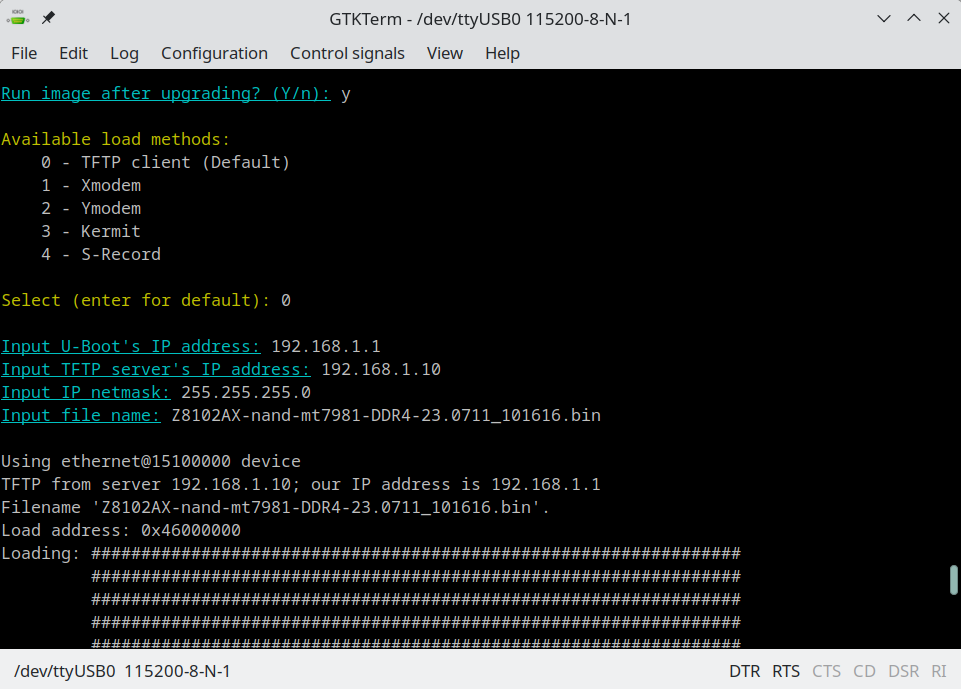 GTKTerm - /dev/ttyUSB0 115200-8-N-1
File Edit Log Configuration Control signals View Help
Run image after upgrading? (Y/n): y
Available load methods:
0 - TFTP client (Default)
1 - Xmodem
2 - Ymodem
3 - Kermit
4 - S-Record
Select (enter for default): 0
Input U-Boot's IP address: 192.168.1.1
Input TFTP server's IP address: 192.168.1.10
Input IP netmask: 255.255.255.0
Input file name: Z8102AX-nand-mt7981-DDR4-23.0711_101616.bin
Using ethernet@15100000 device
TFTP from server 192.168.1.10; our IP address is 192.168.1.1
Filename 'Z8102AX-nand-mt7981-DDR4-23.0711_101616.bin'.
Load address: 0x46000000
Loading: #################################################################
#################################################################
#################################################################
#################################################################
#################################################################
/dev/ttyUSB0 115200-8-N-1 DTR RTS CTS CD DSR RI